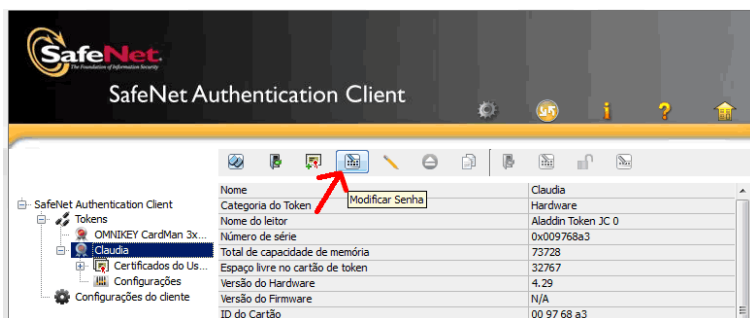 SafeNet.
The Foundation of Information Security
SafeNet Authentication Client
Modificar Senha
SafeNet Authentication Client
Tokens
OMNIKEY CardMan 3x...
Claudia
Certificados do Us...
Configurações
Configurações do cliente
Nome Claudia
Categoria do Token Hardware
Nome do leitor Aladdin Token JC 0
Número de série 0x009768a3
Total de capacidade de memória 73728
Espaço livre no cartão de token 32767
Versão do Hardware 4.29
Versão do Firmware N/A
ID do Cartão 00 97 68 a3